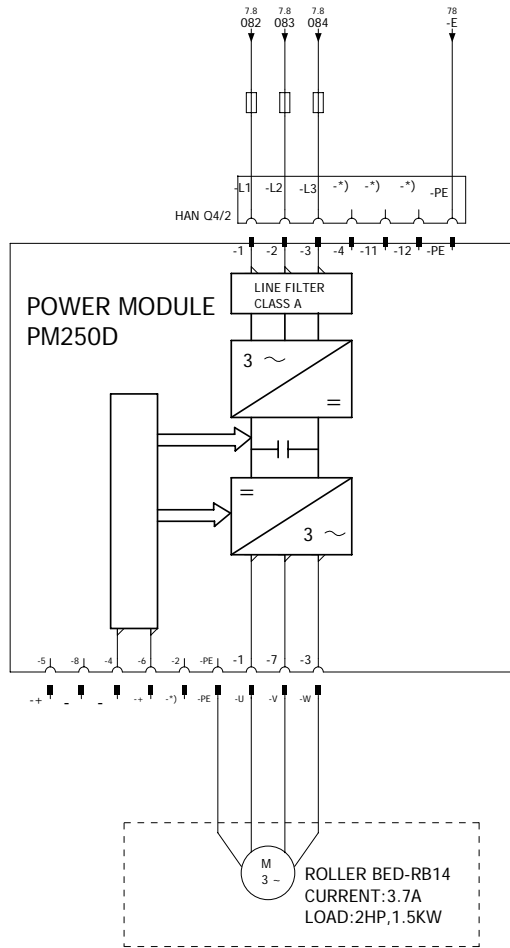 7.8 7.8 7.8 78
082 083 084 -E
-L1 -L2 -L3 -*) -*) -*) -PE
HAN Q4/2
-1 -2 -3 -4 -11 -12 -PE
LINE FILTER
CLASS A
POWER MODULE
PM250D
3 ~
=
=
3 ~
-5 -8 -4 -6 -2 -PE -1 -7 -3
-+ - - -+ -*) -PE -U -V -W
M
3 ~
ROLLER BED-RB14
CURRENT:3.7A
LOAD:2HP,1.5KW